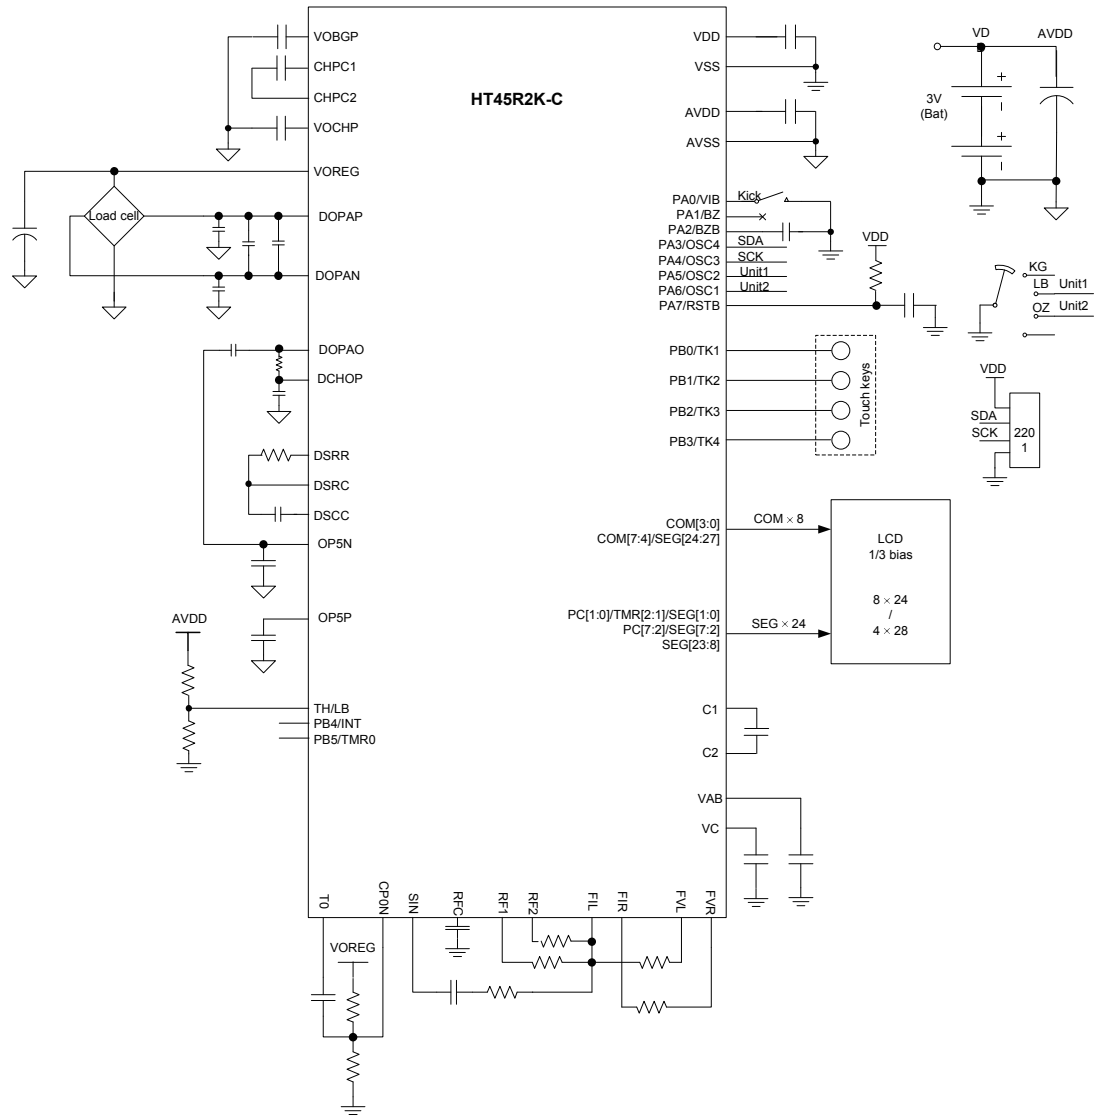 HT45R2K-C
VOBGP
CHPC1
CHPC2
VOCHP
VOREG
Load cell
DOPAP
DOPAN
DOPAO
DCHOP
DSRR
DSRC
DSCC
OP5N
OP5P
AVDD
TH/LB
PB4/INT
PB5/TMR0
T0
CP0N
SIN
RFC
RF1
RF2
FIL
FIR
FVL
FVR
VOREG
VDD
VSS
AVDD
AVSS
PA0/VIB
Kick
PA1/BZ
PA2/BZB
PA3/OSC4
SDA
PA4/OSC3
SCK
PA5/OSC2
Unit1
PA6/OSC1
Unit2
PA7/RSTB
VDD
PB0/TK1
PB1/TK2
PB2/TK3
PB3/TK4
Touch keys
COM[3:0]
COM[7:4]/SEG[24:27]
COM × 8
PC[1:0]/TMR[2:1]/SEG[1:0]
PC[7:2]/SEG[7:2]
SEG[23:8]
SEG × 24
LCD
1/3 bias
8 × 24
/
4 × 28
C1
C2
VAB
VC
VD
AVDD
3V
(Bat)
+
+
KG
LB Unit1
OZ Unit2
VDD
SDA
SCK
220
1